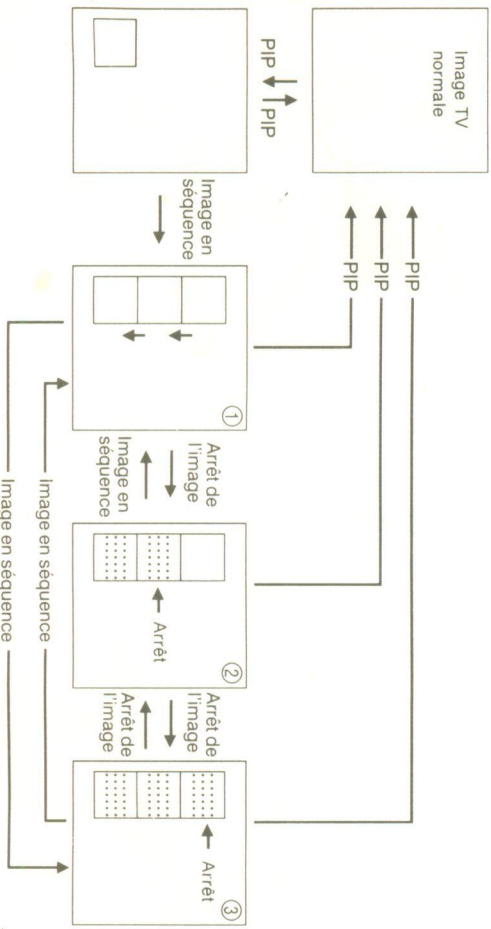 Image TV
normale
PIP
PIP
PIP
PIP
PIP
①
②
③
Image en
séquence
Arrêt de
l'image
Image en
séquence
Arrêt
Arrêt de
l'image
Arrêt de
l'image
Arrêt
Image en séquence
Image en séquence